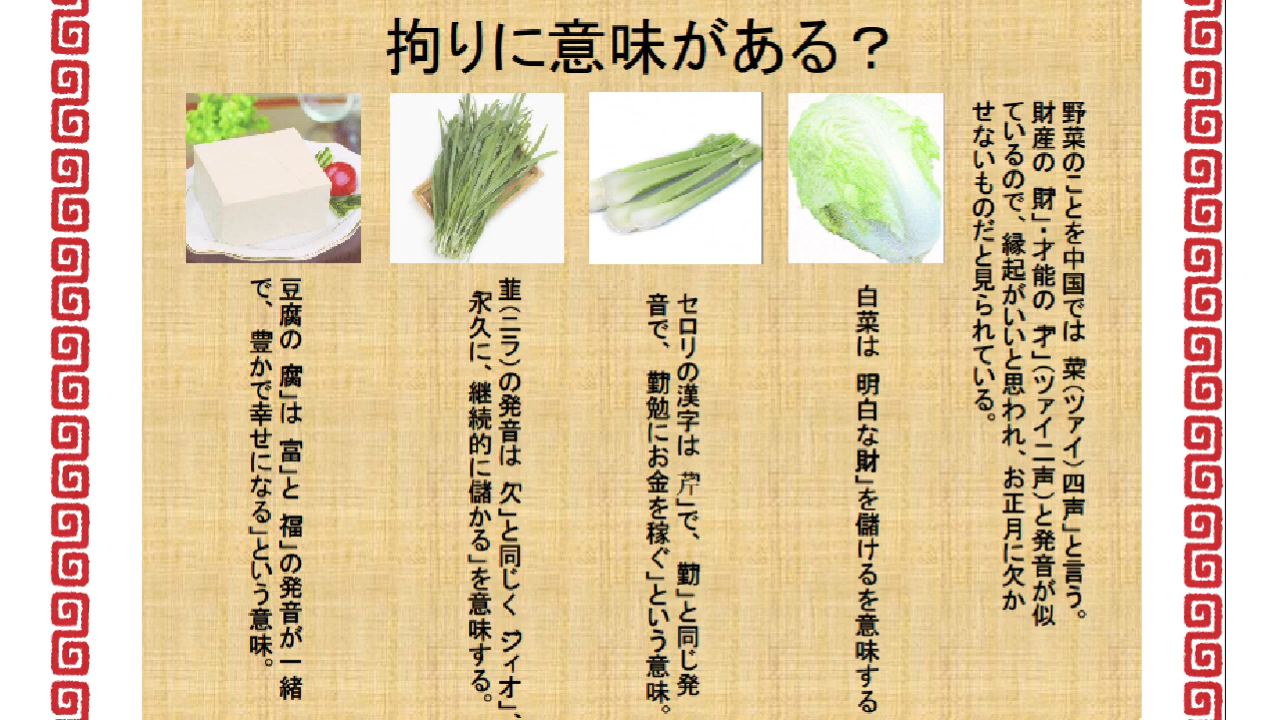 拘りに意味がある？
野菜のことを中国では「菜（ツァイ）四声」と言う。
財産の「財」・才能の「才」（ツァイ二声）と発音が似
ているので、縁起がいいと思われ、お正月に欠か
せないものだと見られている。
白菜は「明白な財」を儲けるを意味する
セロリの漢字は「芹」で、「勤」と同じ発
音で、「勤勉にお金を稼ぐ」という意味。
韮（ニラ）の発音は「久」と同じく「ジィオ」、
「永久に、継続的に儲かる」を意味する。
豆腐の「腐」は「富」と「福」の発音が一緒
で、「豊かで幸せになる」という意味。